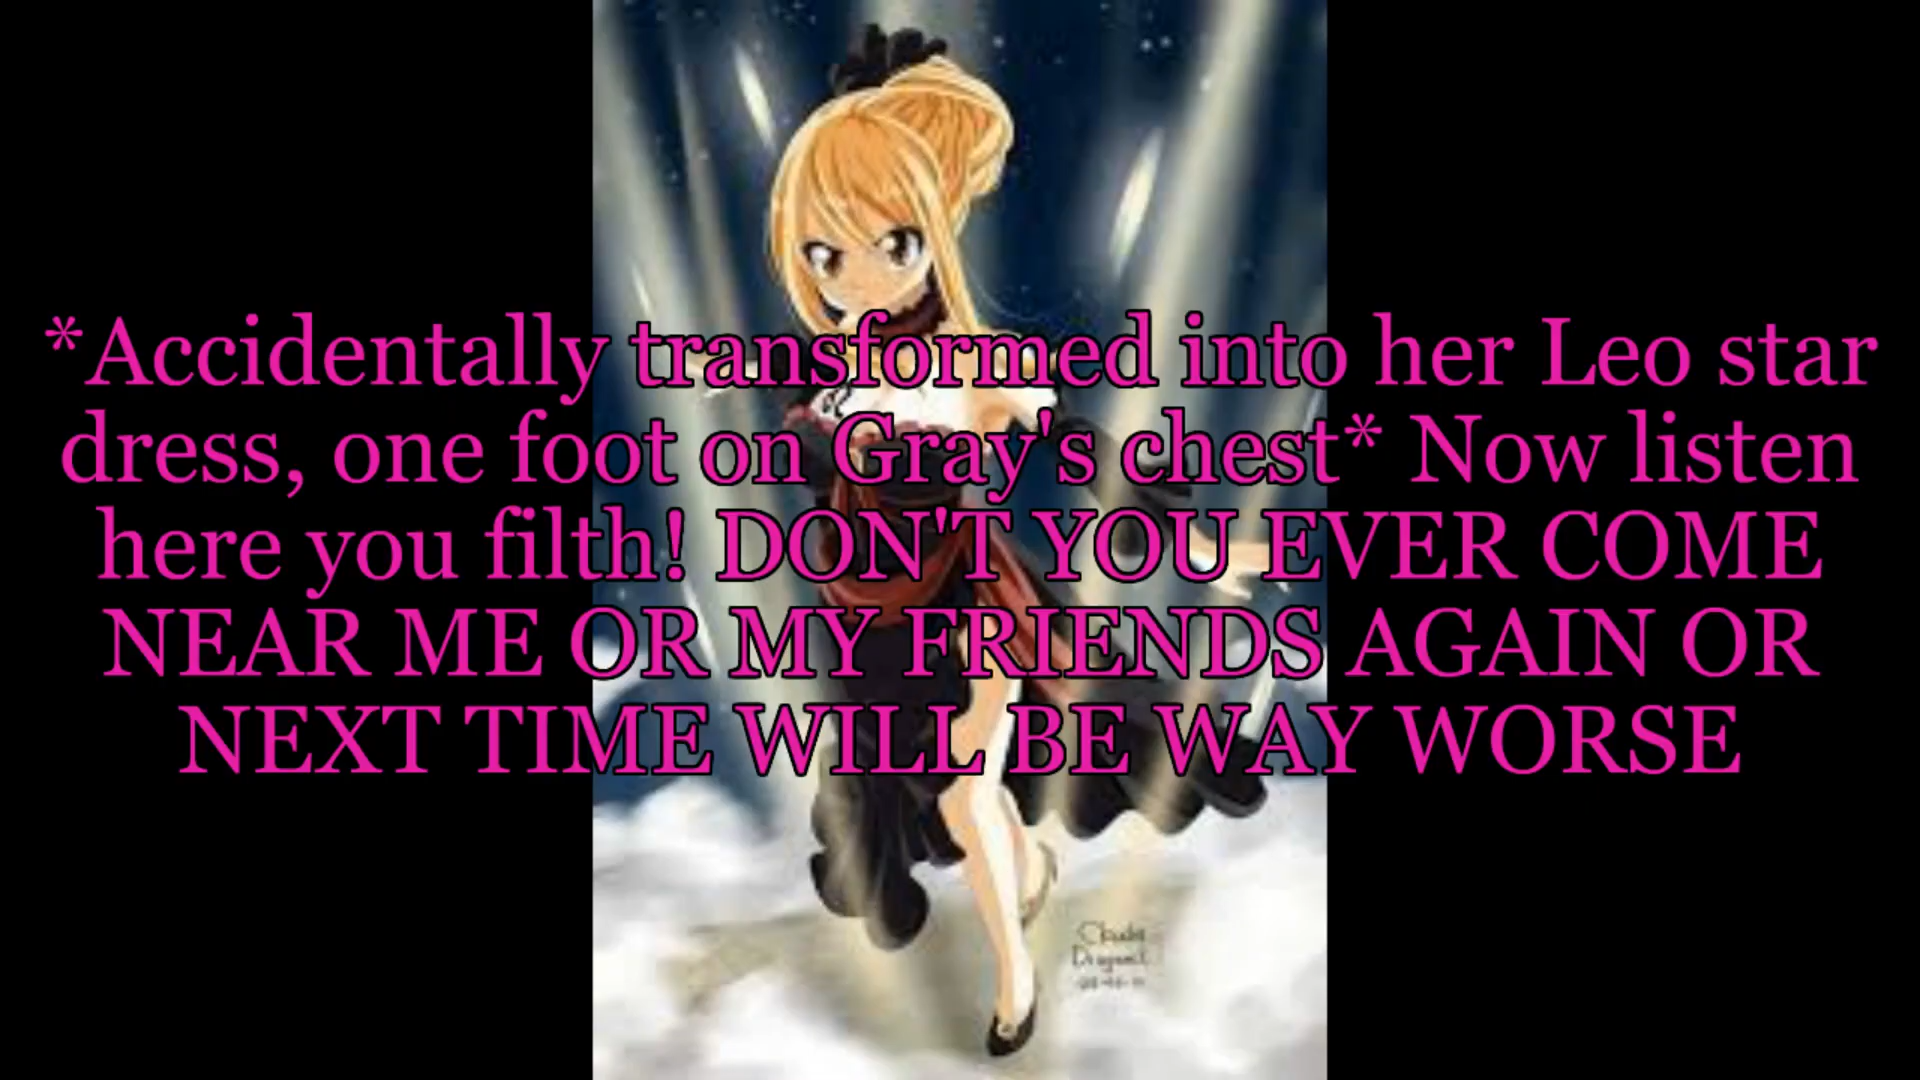 *Accidentally transformed into her Leo star
dress, one foot on Gray's chest* Now listen
here you filth! DON'T YOU EVER COME
NEAR ME OR MY FRIENDS AGAIN OR
NEXT TIME WILL BE WAY WORSE